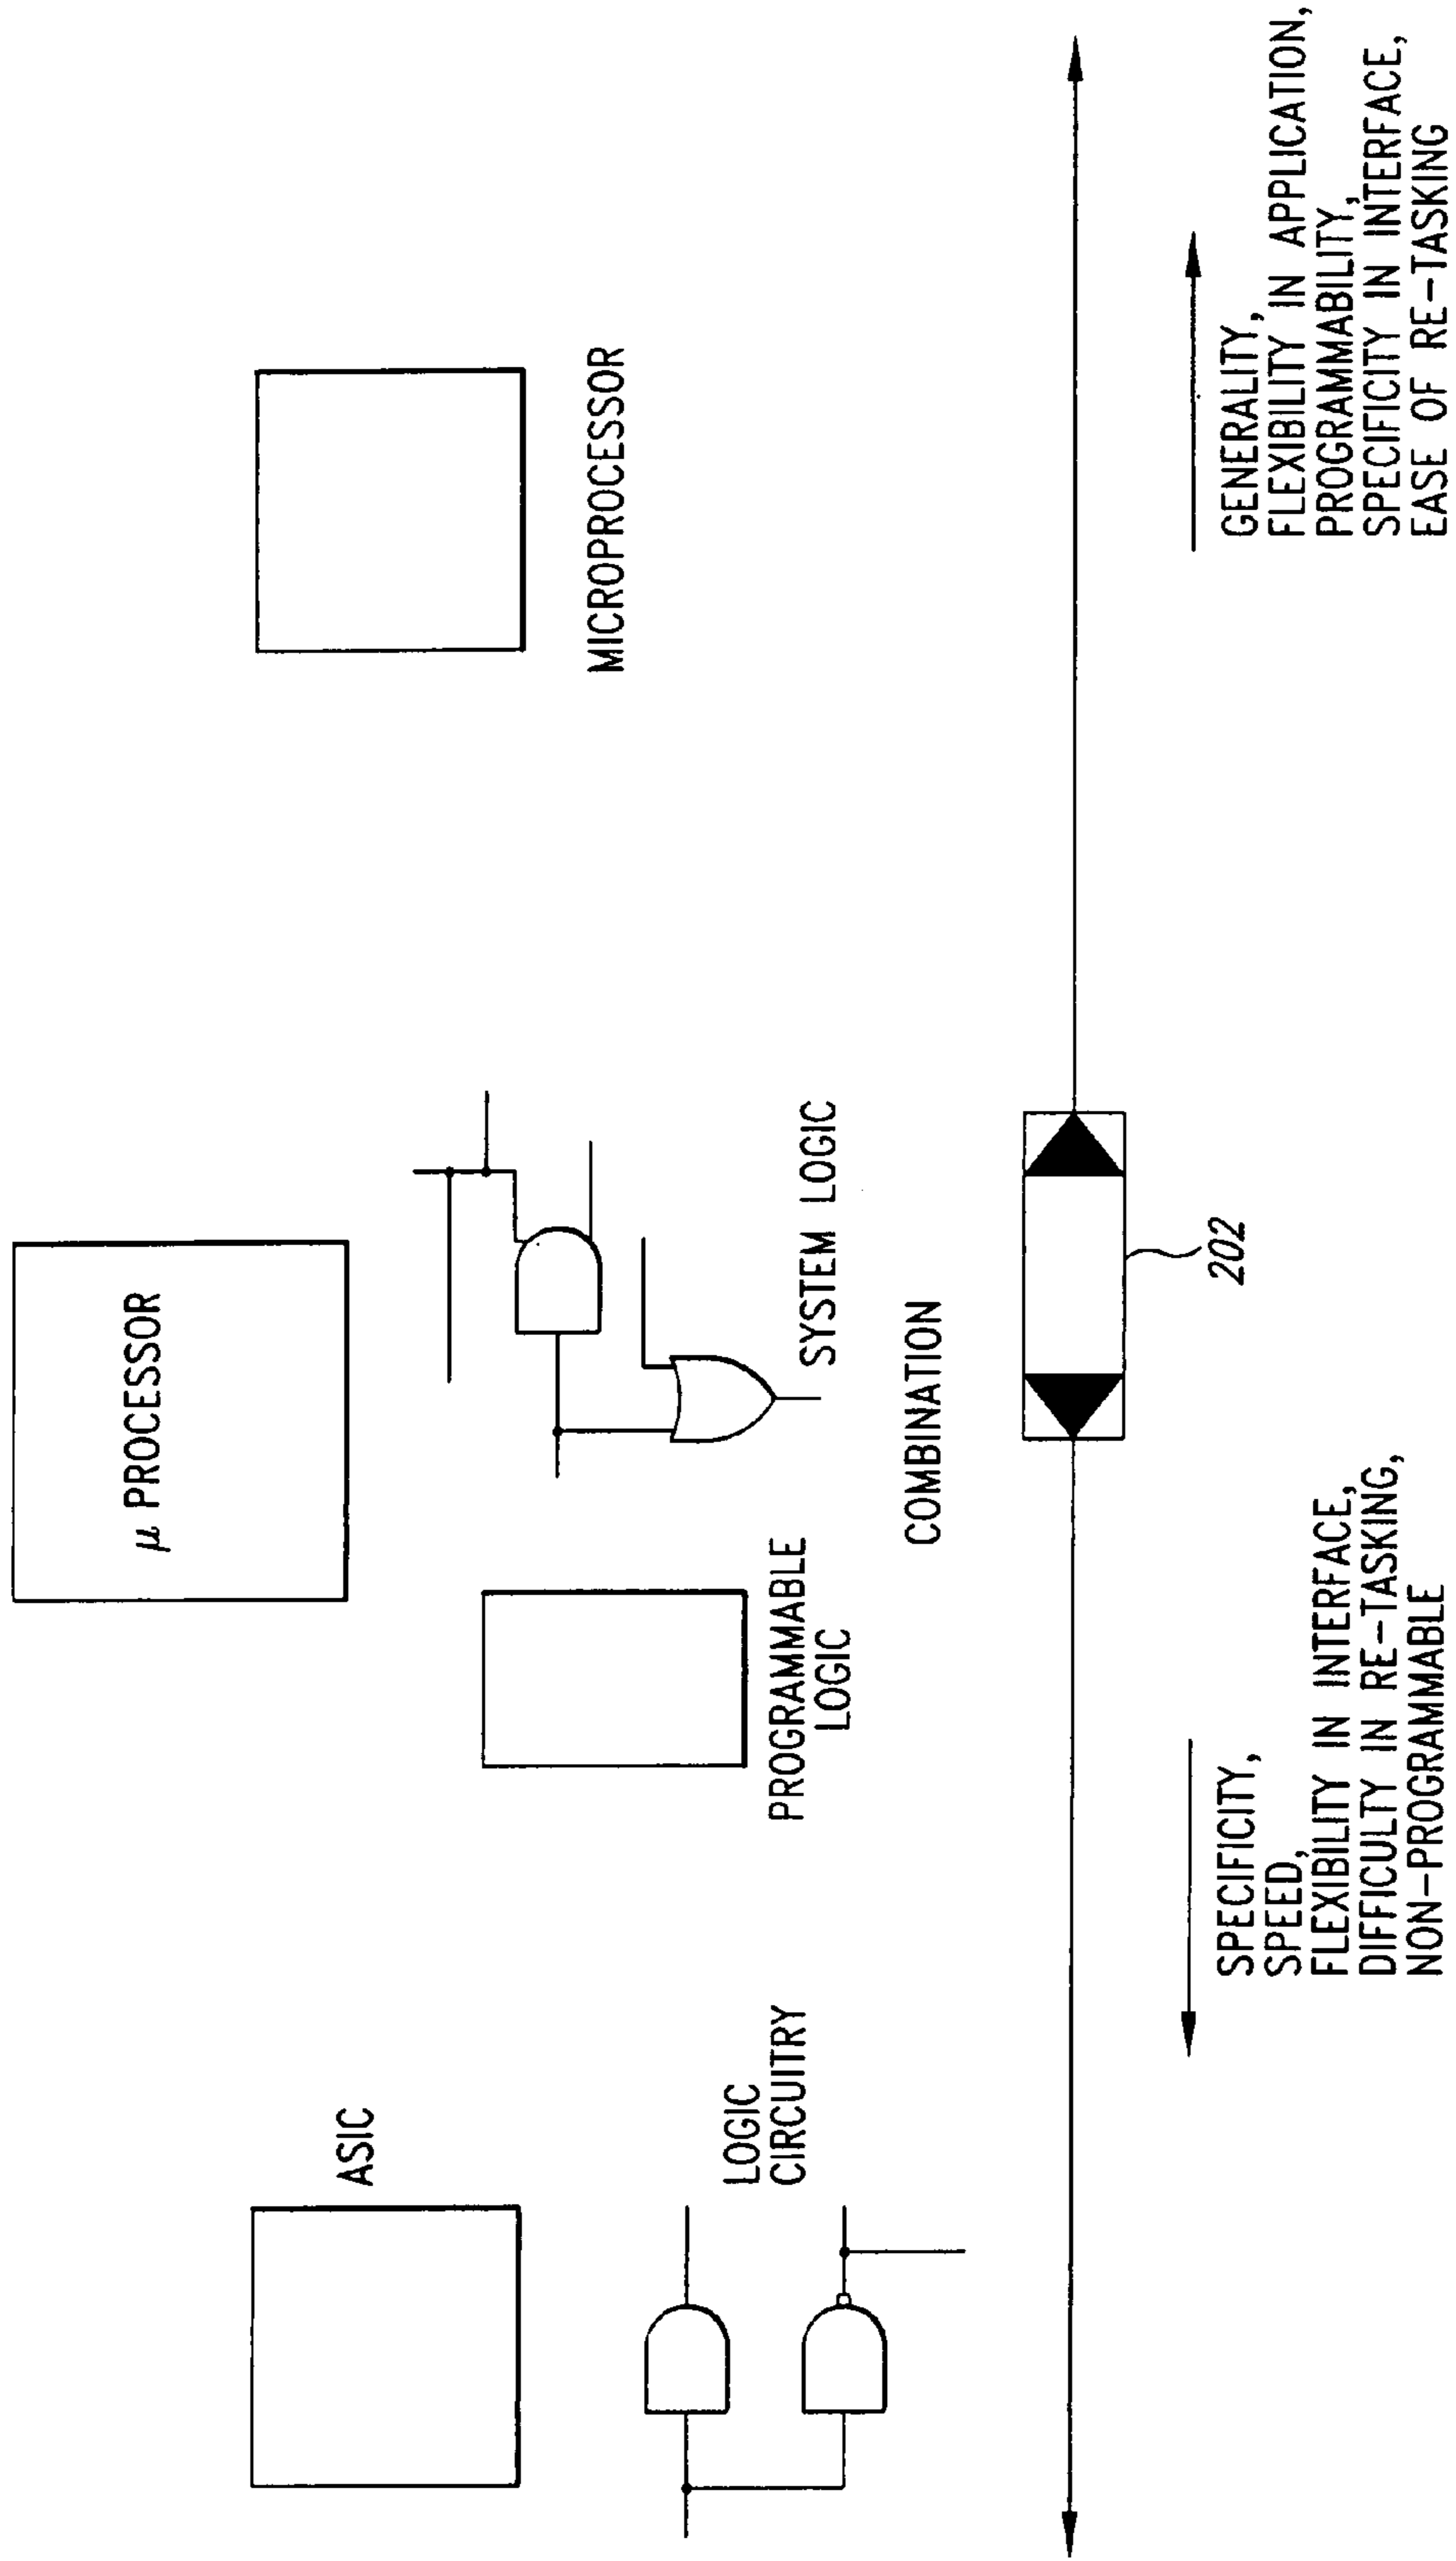 ASIC
LOGIC
CIRCUITRY
μ PROCESSOR
PROGRAMMABLE
LOGIC
SYSTEM LOGIC
COMBINATION
MICROPROCESSOR
202
SPECIFICITY,
SPEED,
FLEXIBILITY IN INTERFACE,
DIFFICULTY IN RE-TASKING,
NON-PROGRAMMABLE
GENERALITY,
FLEXIBILITY IN APPLICATION,
PROGRAMMABILITY,
SPECIFICITY IN INTERFACE,
EASE OF RE-TASKING